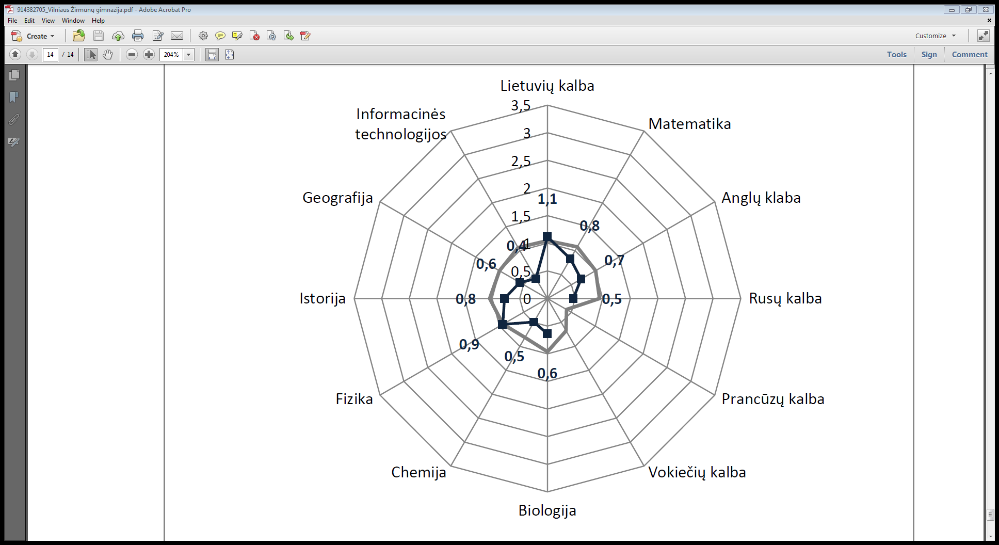 914382705_Vilniaus Žirmūnų gimnazija.pdf - Adobe Acrobat Pro
File Edit View Window Help
Create
Customize
14 / 14
204%
Tools Sign Comment
Lietuvių kalba
3,5
Informacinės
technologijos
Matematika
3
2,5
2
Geografija
1,1
Anglų klaba
1,5
0,8
0,4
1
0,6
0,7
0,5
Istorija
0,8
0
0,5
Rusų kalba
0,9
0,5
0,6
Fizika
Prancūzų kalba
Chemija
Vokiečių kalba
Biologija